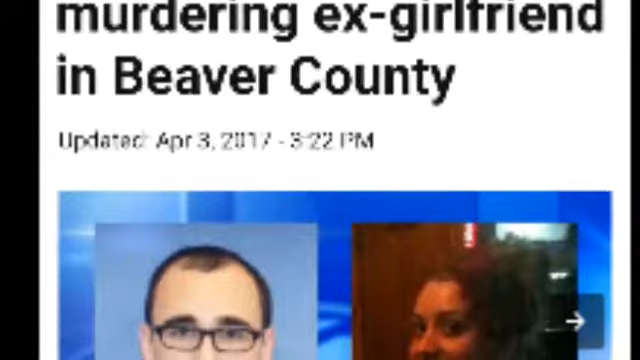 murdering ex-girlfriend
in Beaver County
Updated: Apr 3, 2017 - 3:22 PM